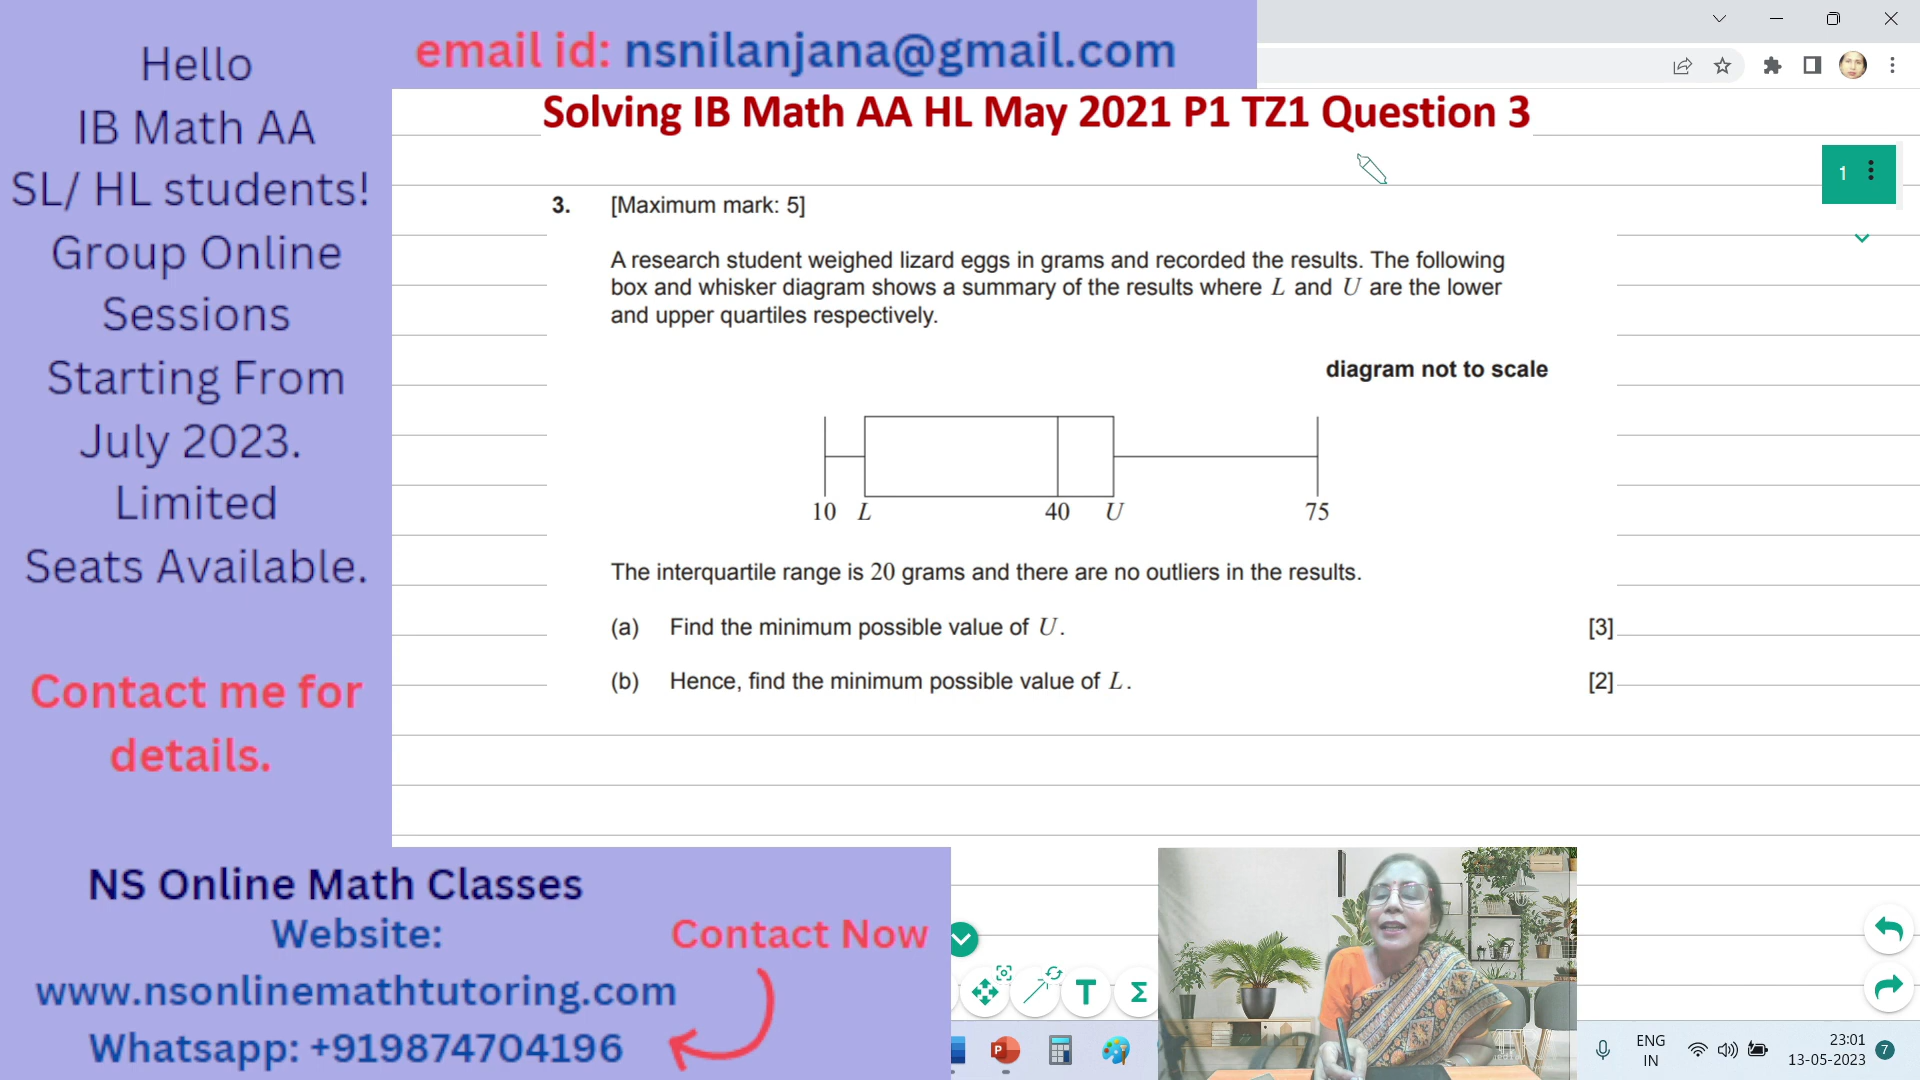 Hello
IB Math AA
SL/ HL students!
Group Online
Sessions
Starting From
July 2023.
Limited
Seats Available.
Contact me for
details.
email id: nsnilanjana@gmail.com
Solving IB Math AA HL May 2021 P1 TZ1 Question 3
1
3. [Maximum mark: 5]
A research student weighed lizard eggs in grams and recorded the results. The following
box and whisker diagram shows a summary of the results where L and U are the lower
and upper quartiles respectively.
diagram not to scale
10 L 40 U 75
The interquartile range is 20 grams and there are no outliers in the results.
(a) Find the minimum possible value of U. [3]
(b) Hence, find the minimum possible value of L. [2]
NS Online Math Classes
Website:
www.nsonlinemathtutoring.com
Whatsapp: +919874704196
Contact Now
T Σ
P
ENG
IN
23:01
13-05-2023
7